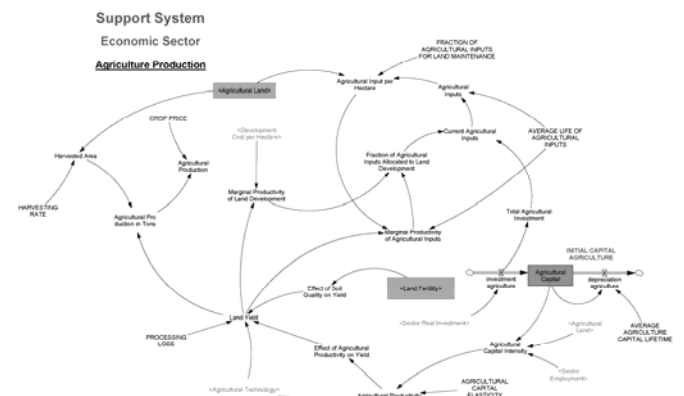 Support System
Economic Sector
Agriculture Production
<Agricultural Land>
FRACTION OF
AGRICULTURAL INPUTS
FOR LAND MAINTENANCE
Agricultural Input per
Hectare
Agricultural
Inputs
CROP PRICE
<Development
Cost per Hectare>
Current Agricultural
Inputs
AVERAGE LIFE OF
AGRICULTURAL
INPUTS
Harvested Area
Agricultural
Production
Fraction of Agricultural
Inputs Allocated to Land
Development
Marginal Productivity
of Land Development
HARVESTING
RATE
Agricultural Pro
duction in Tons
Total Agricultural
Investment
Marginal Productivity
of Agricultural Inputs
INITIAL CAPITAL
AGRICULTURE
investment
agriculture
Agricultural
Capital
depreciation
agriculture
Effect of Soil
Quality on Yield
<Land Fertility>
Land Yield
<Sector Real Investment>
<Agricultural
Land>
AVERAGE
AGRICULTURE
CAPITAL LIFETIME
PROCESSING
LOSS
Effect of Agricultural
Productivity on Yield
Agricultural
Capital Intensity
<Sector
Employment>
<Agricultural Technology>
AGRICULTURAL
CAPITAL
ELASTICITY
Agricultural Productivity